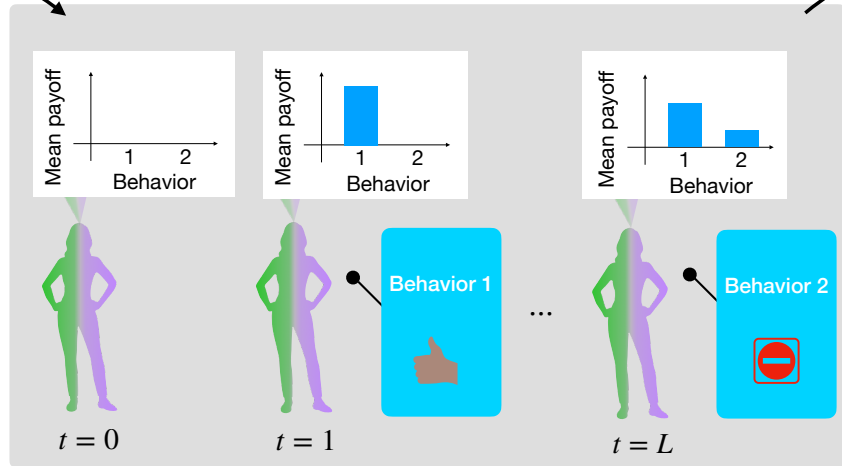 Mean payoff
1 2
Behavior
Mean payoff
1 2
Behavior
Mean payoff
1 2
Behavior
Behavior 1
...
Behavior 2
t = 0
t = 1
t = L